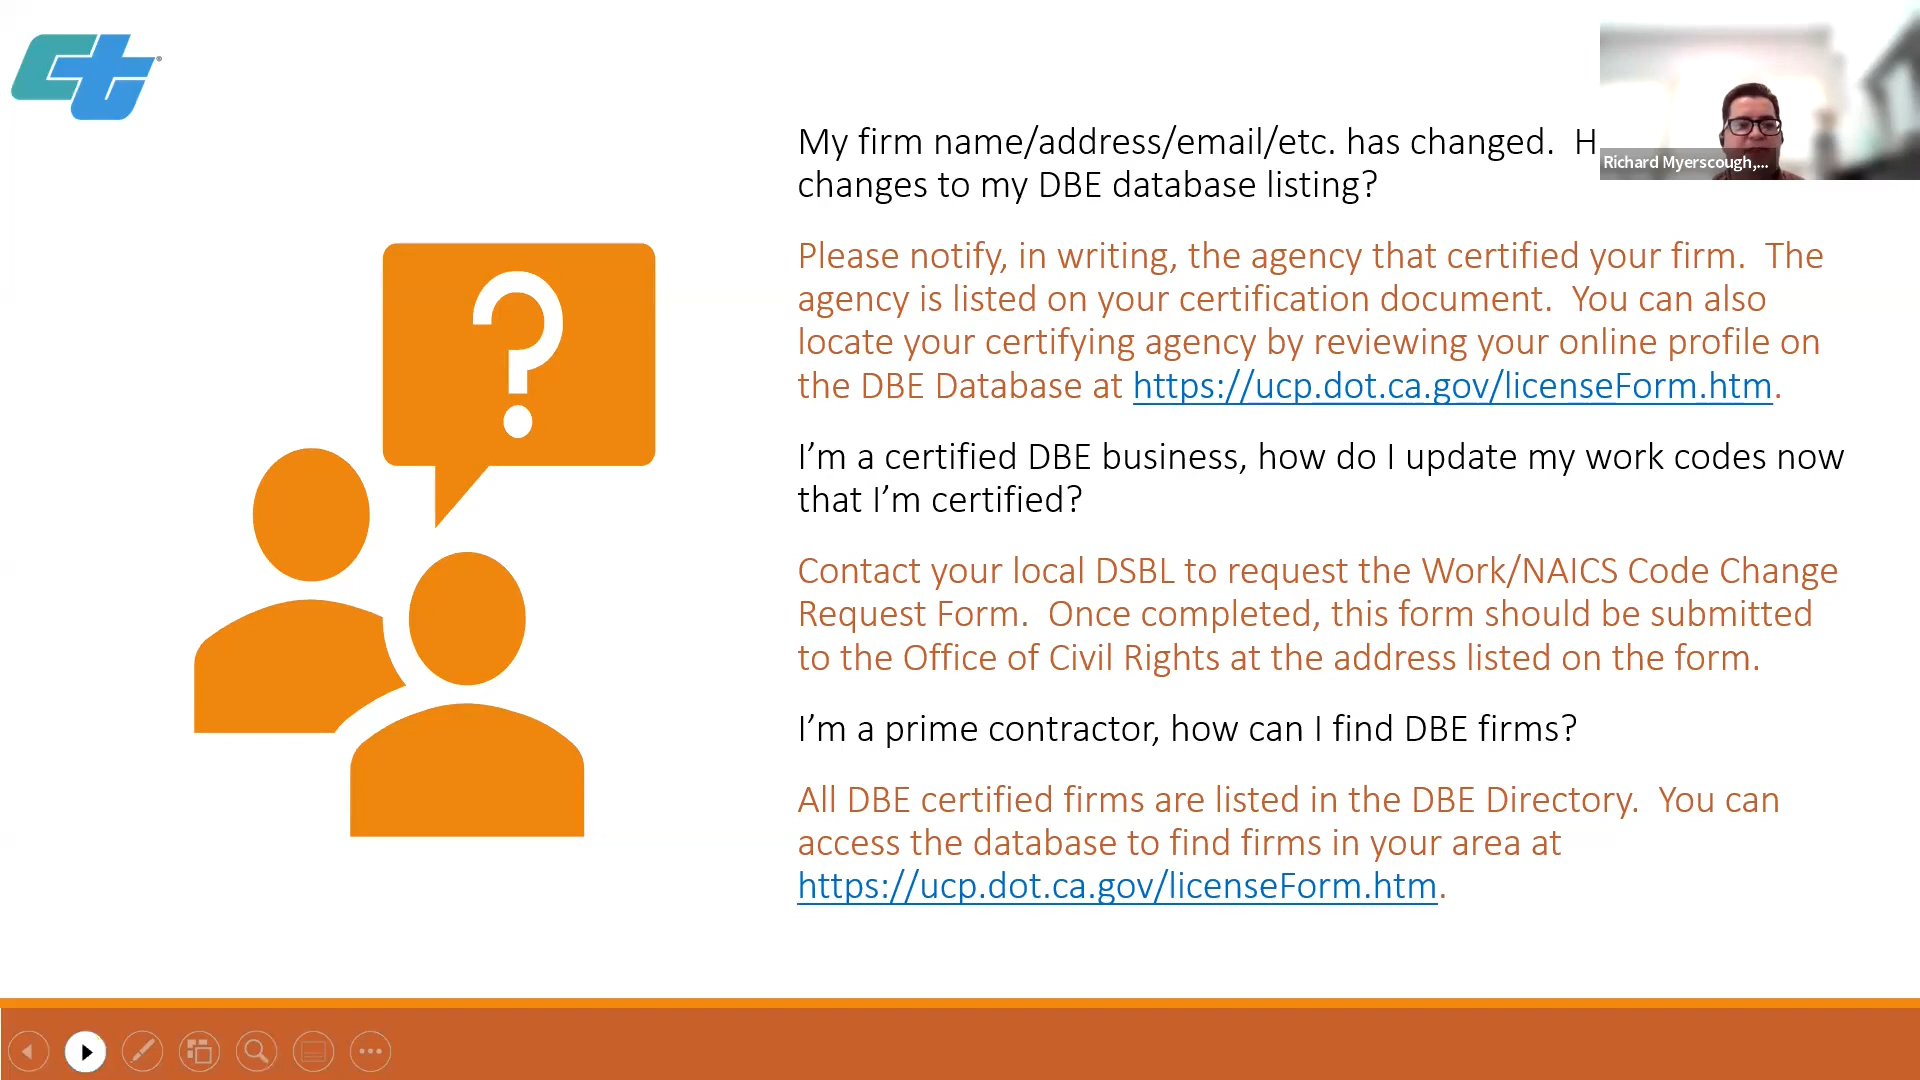 ct
My firm name/address/email/etc. has changed. H
changes to my DBE database listing?
Richard Myerscough,...
Please notify, in writing, the agency that certified your firm. The
agency is listed on your certification document. You can also
locate your certifying agency by reviewing your online profile on
the DBE Database at https://ucp.dot.ca.gov/licenseForm.htm.
I’m a certified DBE business, how do I update my work codes now
that I’m certified?
Contact your local DSBL to request the Work/NAICS Code Change
Request Form. Once completed, this form should be submitted
to the Office of Civil Rights at the address listed on the form.
I’m a prime contractor, how can I find DBE firms?
All DBE certified firms are listed in the DBE Directory. You can
access the database to find firms in your area at
https://ucp.dot.ca.gov/licenseForm.htm.